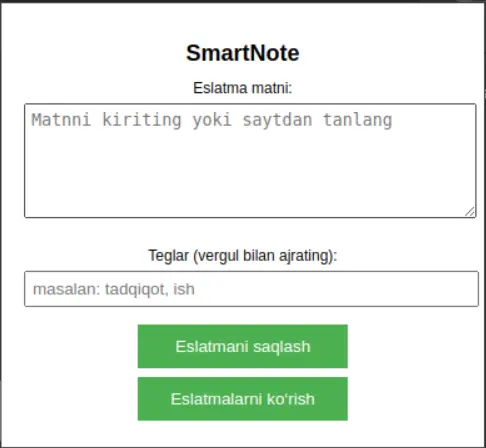 SmartNote
Eslatma matni:
Matnni kiriting yoki saytdan tanlang
Teglar (vergul bilan ajrating):
masalan: tadqiqot, ish
Eslatmani saqlash
Eslatmalarni ko‘rish